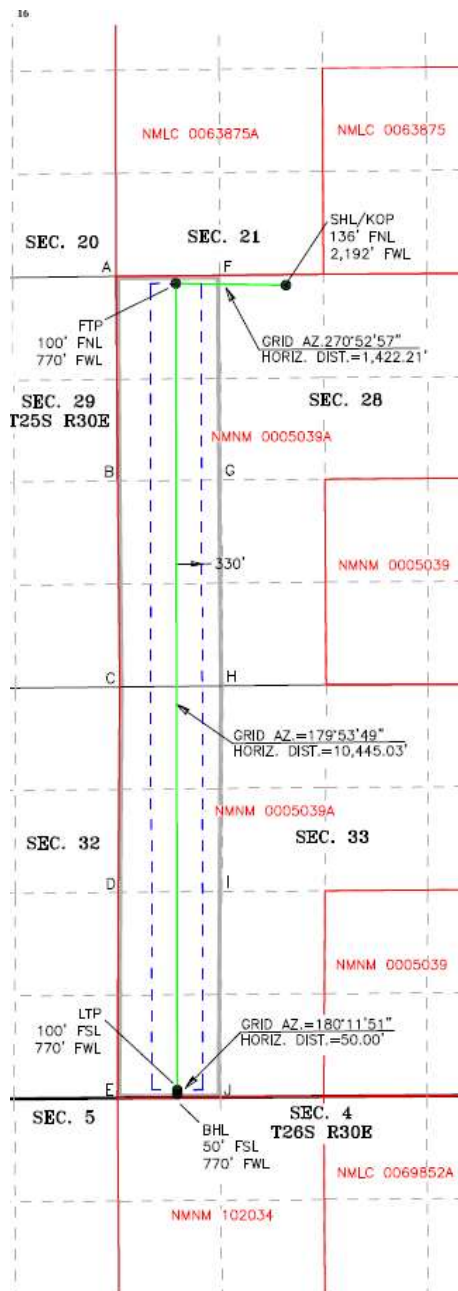 16
NMLC 0063875A
NMLC 0063875
SEC. 20
SEC. 21
SHL/KOP
136' FNL
2,192' FWL
A
F
FTP
100' FNL
770' FWL
GRID AZ.270°52'57"
HORIZ. DIST.=1,422.21'
SEC. 29
T25S R30E
SEC. 28
NMNM 0005039A
B
G
330'
NMNM 0005039
C
H
GRID AZ.=179°53'49"
HORIZ. DIST.=10,445.03'
NMNM 0005039A
SEC. 32
SEC. 33
D
I
NMNM 0005039
LTP
100' FSL
770' FWL
GRID AZ.=180°11'51"
HORIZ. DIST.=50.00'
E
J
SEC. 5
SEC. 4
T26S R30E
BHL
50' FSL
770' FWL
NMLC 0069852A
NMNM 102034